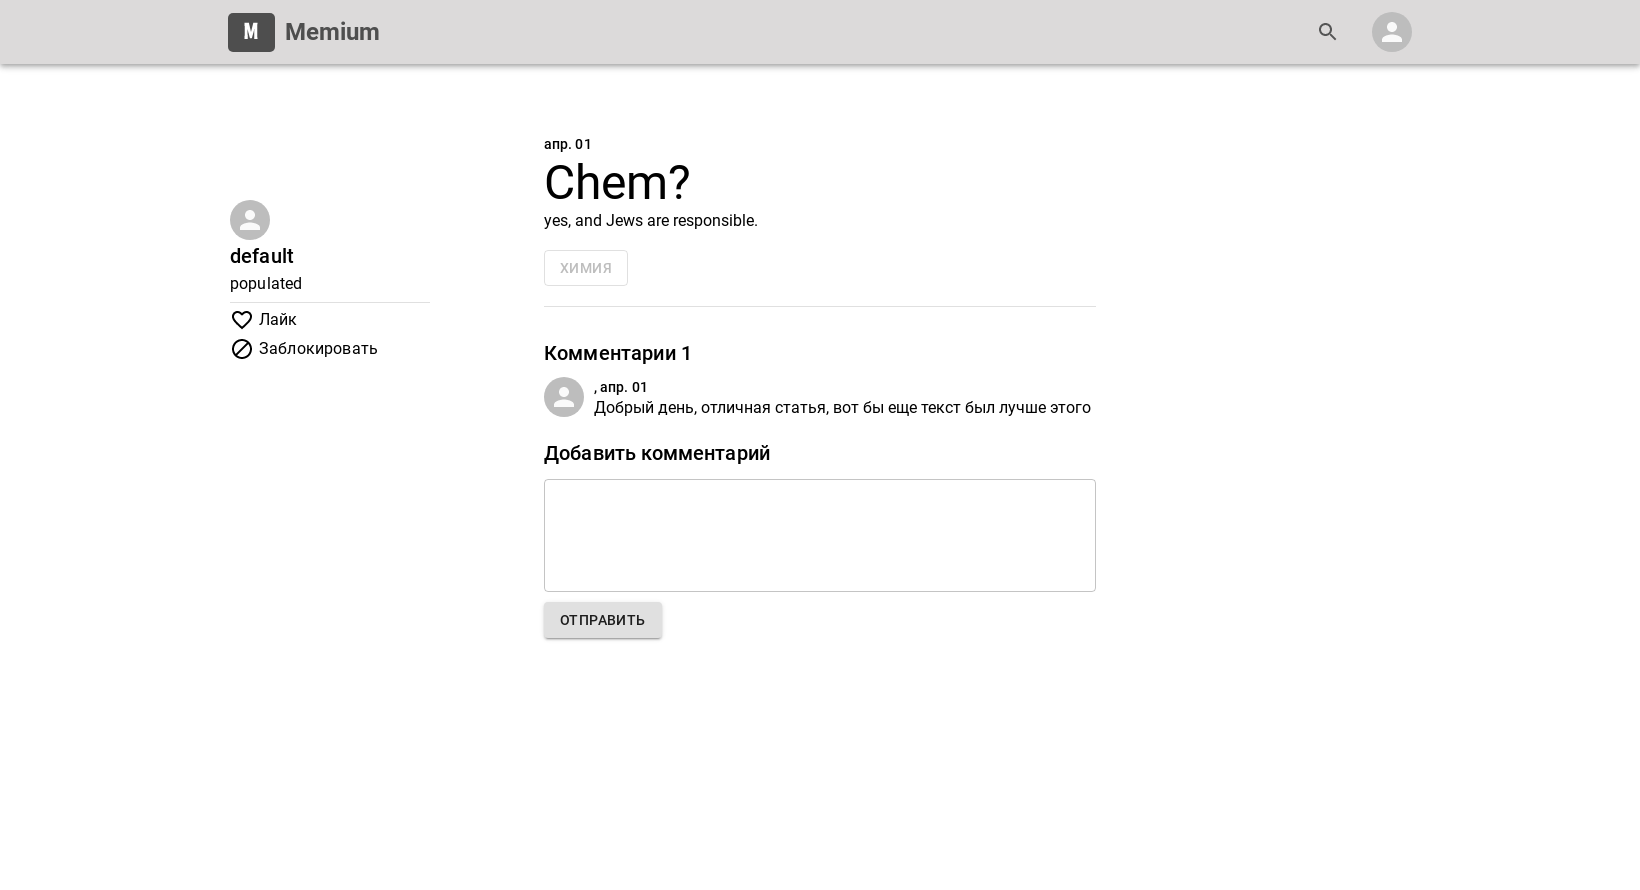 M Memium
апр. 01
Chem?
yes, and Jews are responsible.
default
populated
Лайк
Заблокировать
ХИМИЯ
Комментарии 1
, апр. 01
Добрый день, отличная статья, вот бы еще текст был лучше этого
Добавить комментарий
ОТПРАВИТЬ